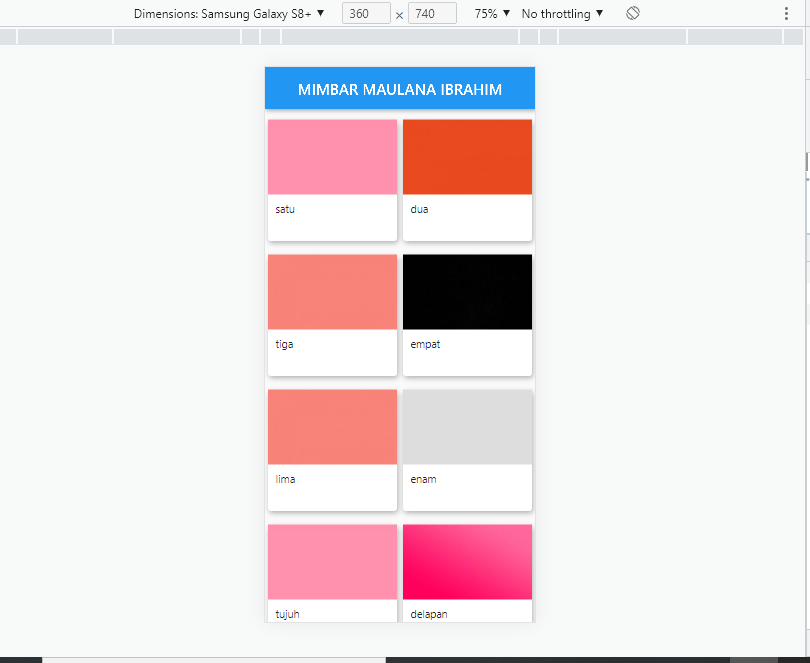 Dimensions: Samsung Galaxy S8+ ▼ 360 × 740 75% ▼ No throttling ▼
MIMBAR MAULANA IBRAHIM
satu dua
tiga empat
lima enam
tujuh delapan